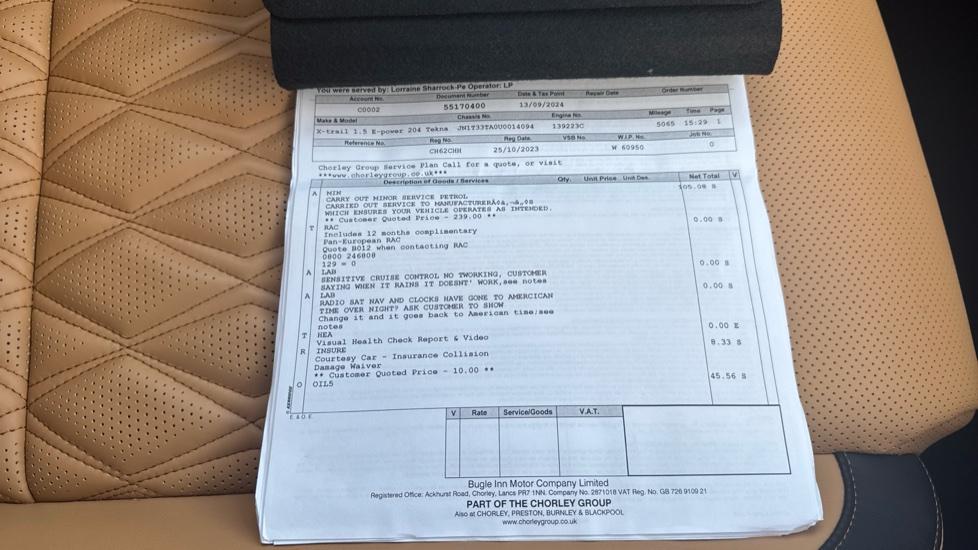 You were served by: Lorraine Sharrock-Pe Operator: LP
Account No. Document Number Date & Tax Point Repair Date Order Number
C0002 55170400 13/09/2024
Make & Model Chassis No. Engine No. Mileage Time Page
X-trail 1.5 E-power 204 Tekna JN1T33TA0U0014094 139223C 5065 15:29 1
Reference No. Reg No. Reg Date. VSB No. W.I.P. No. Job No.
CH62CHH 25/10/2023 W 60950 0
Chorley Group Service Plan Call for a quote, or visit
***www.chorleygroup.co.uk***
Description of Goods / Services Qty. Unit Price Unit Des. Net Total V
A MIN 105.08 S
CARRY OUT MINOR SERVICE PETROL
CARRIED OUT SERVICE TO
WHICH ENSURES YOUR VEHICLE OPERATES AS INTENDED.
** Customer Quoted Price - 239.00 **
T RAC 0.00 S
Includes 12 months complimentary
Pan-European RAC
Quote B012 when contacting RAC
0800 246808
129 = 0
A LAB 0.00 S
SENSITIVE CRUISE CONTROL NO TWORKING, CUSTOMER
SAYING WHEN IT RAINS IT DOESNT' WORK,see notes
A LAB 0.00 S
RADIO SAT NAV AND CLOCKS HAVE GONE TO AMERCICAN
TIME OVER NIGHT? ASK CUSTOMER TO SHOW
Change it and it goes back to American time;see
notes
T HEA 0.00 E
Visual Health Check Report & Video
R INSURE 8.33 S
Courtesy Car - Insurance Collision
Damage Waiver
** Customer Quoted Price - 10.00 **
O OIL5 45.56 S
E. & O. E.
V Rate Service/Goods V.A.T.
Bugle Inn Motor Company Limited
Registered Office: Ackhurst Road, Chorley, Lancs PR7 1NN. Company No. 2871018 VAT Reg. No. GB 726 9109 21
PART OF THE CHORLEY GROUP
Also at CHORLEY, PRESTON, BURNLEY & BLACKPOOL
www.chorleygroup.co.uk